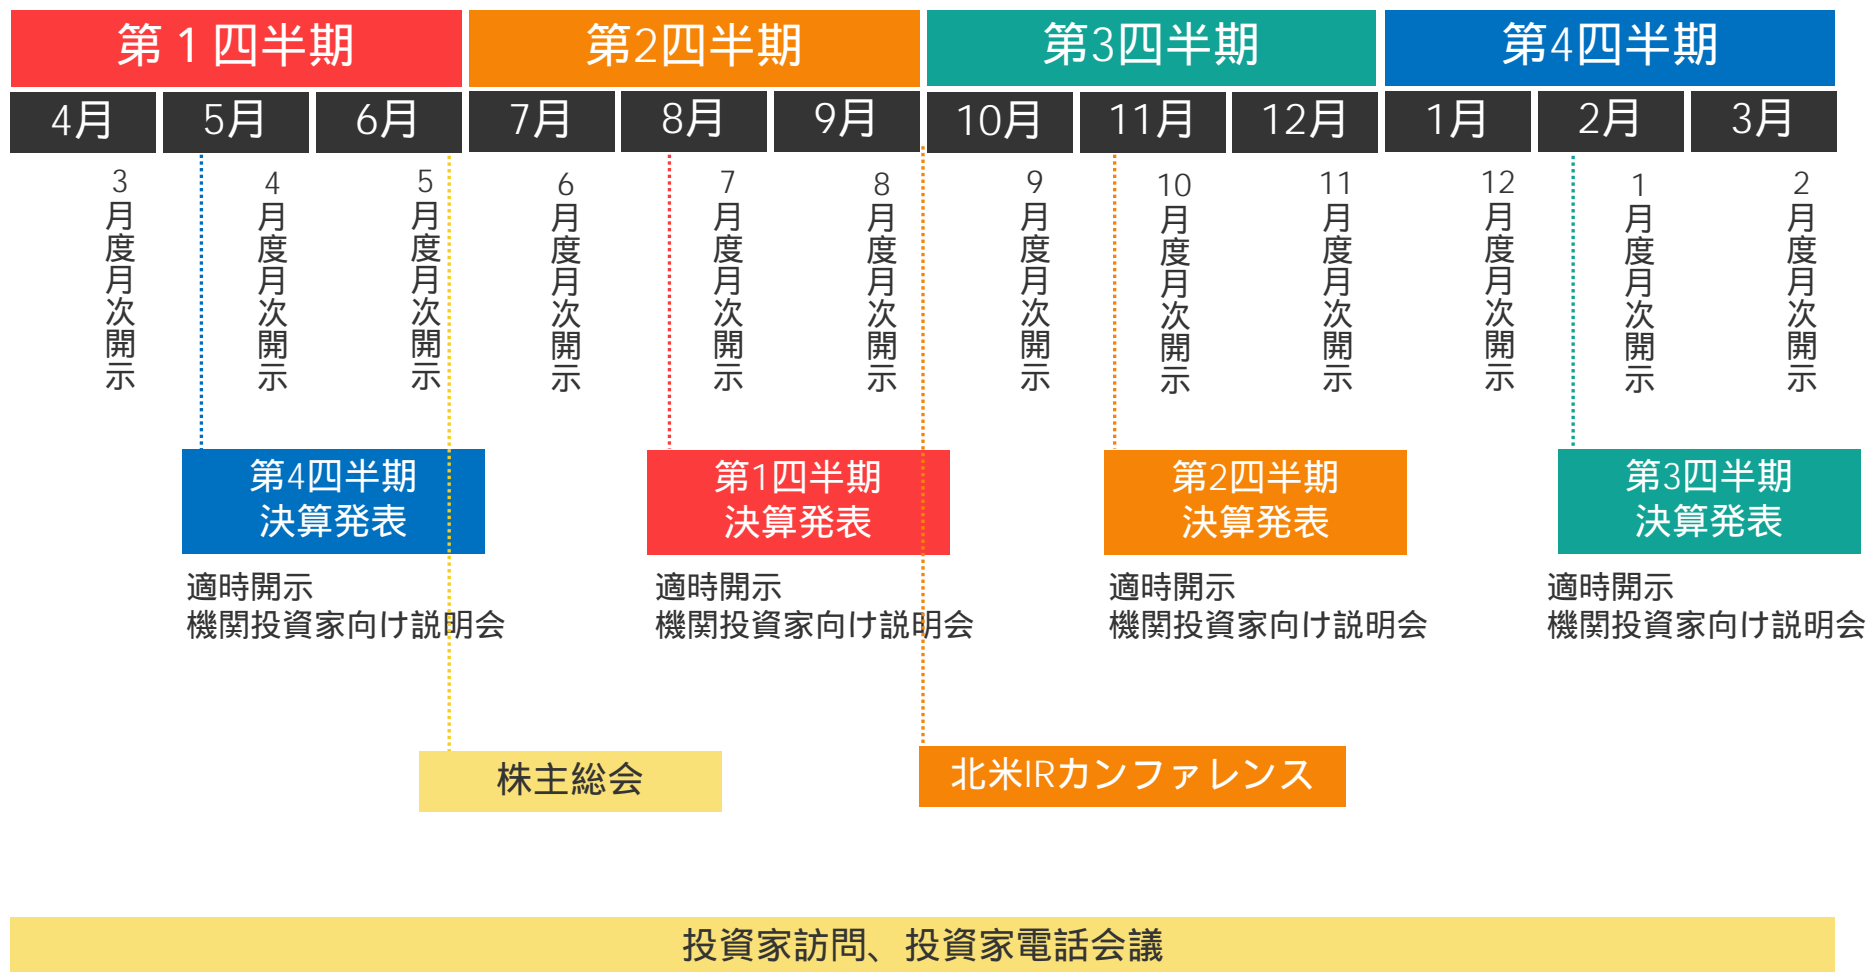 第１四半期
第2四半期
第3四半期
第4四半期
4月
5月
6月
7月
8月
9月
10月
11月
12月
1月
2月
3月
3月度月次開示
4月度月次開示
5月度月次開示
6月度月次開示
7月度月次開示
8月度月次開示
9月度月次開示
10月度月次開示
11月度月次開示
12月度月次開示
1月度月次開示
2月度月次開示
第4四半期
決算発表
第1四半期
決算発表
第2四半期
決算発表
第3四半期
決算発表
適時開示
機関投資家向け説明会
適時開示
機関投資家向け説明会
適時開示
機関投資家向け説明会
適時開示
機関投資家向け説明会
株主総会
北米IRカンファレンス
投資家訪問、投資家電話会議